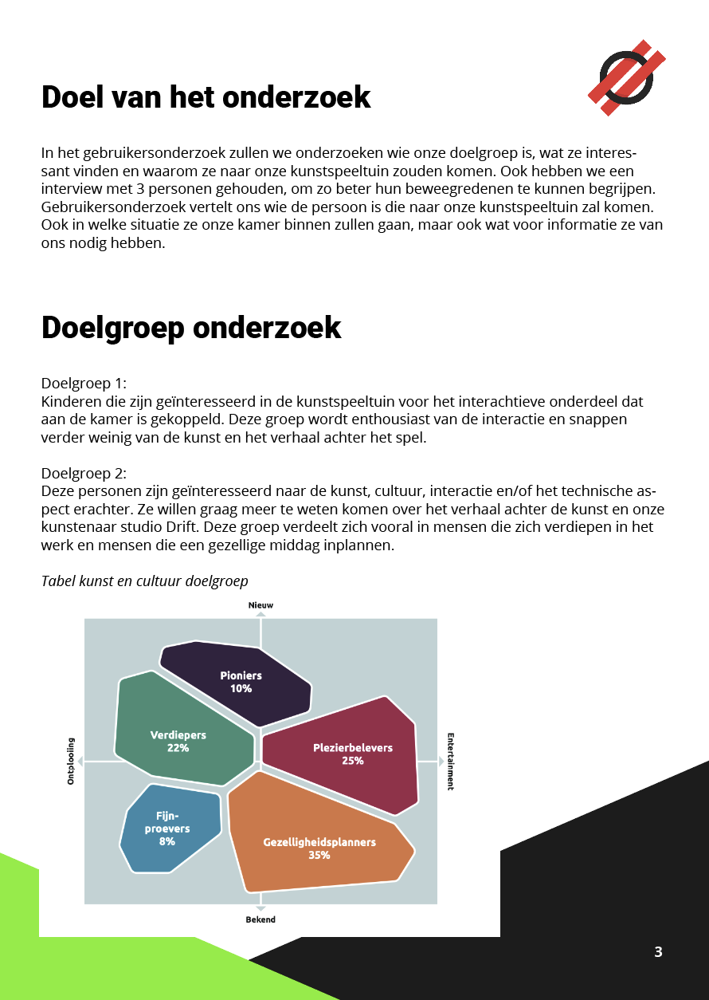 Doel van het onderzoek
In het gebruikersonderzoek zullen we onderzoeken wie onze doelgroep is, wat ze interes-
sant vinden en waarom ze naar onze kunstspeeltuin zouden komen. Ook hebben we een
interview met 3 personen gehouden, om zo beter hun beweegredenen te kunnen begrijpen.
Gebruikersonderzoek vertelt ons wie de persoon is die naar onze kunstspeeltuin zal komen.
Ook in welke situatie ze onze kamer binnen zullen gaan, maar ook wat voor informatie ze van
ons nodig hebben.
Doelgroep onderzoek
Doelgroep 1:
Kinderen die zijn geïnteresseerd in de kunstspeeltuin voor het interachtieve onderdeel dat
aan de kamer is gekoppeld. Deze groep wordt enthousiast van de interactie en snappen
verder weinig van de kunst en het verhaal achter het spel.
Doelgroep 2:
Deze personen zijn geïnteresseerd naar de kunst, cultuur, interactie en/of het technische as-
pect erachter. Ze willen graag meer te weten komen over het verhaal achter de kunst en onze
kunstenaar studio Drift. Deze groep verdeelt zich vooral in mensen die zich verdiepen in het
werk en mensen die een gezellige middag inplannen.
Tabel kunst en cultuur doelgroep
Nieuw
Pioniers
10%
Verdiepers
22%
Plezierbelevers
25%
Ontplooiing
Entertainment
Fijn-
proevers
8%
Gezelligheidsplanners
35%
Bekend
3